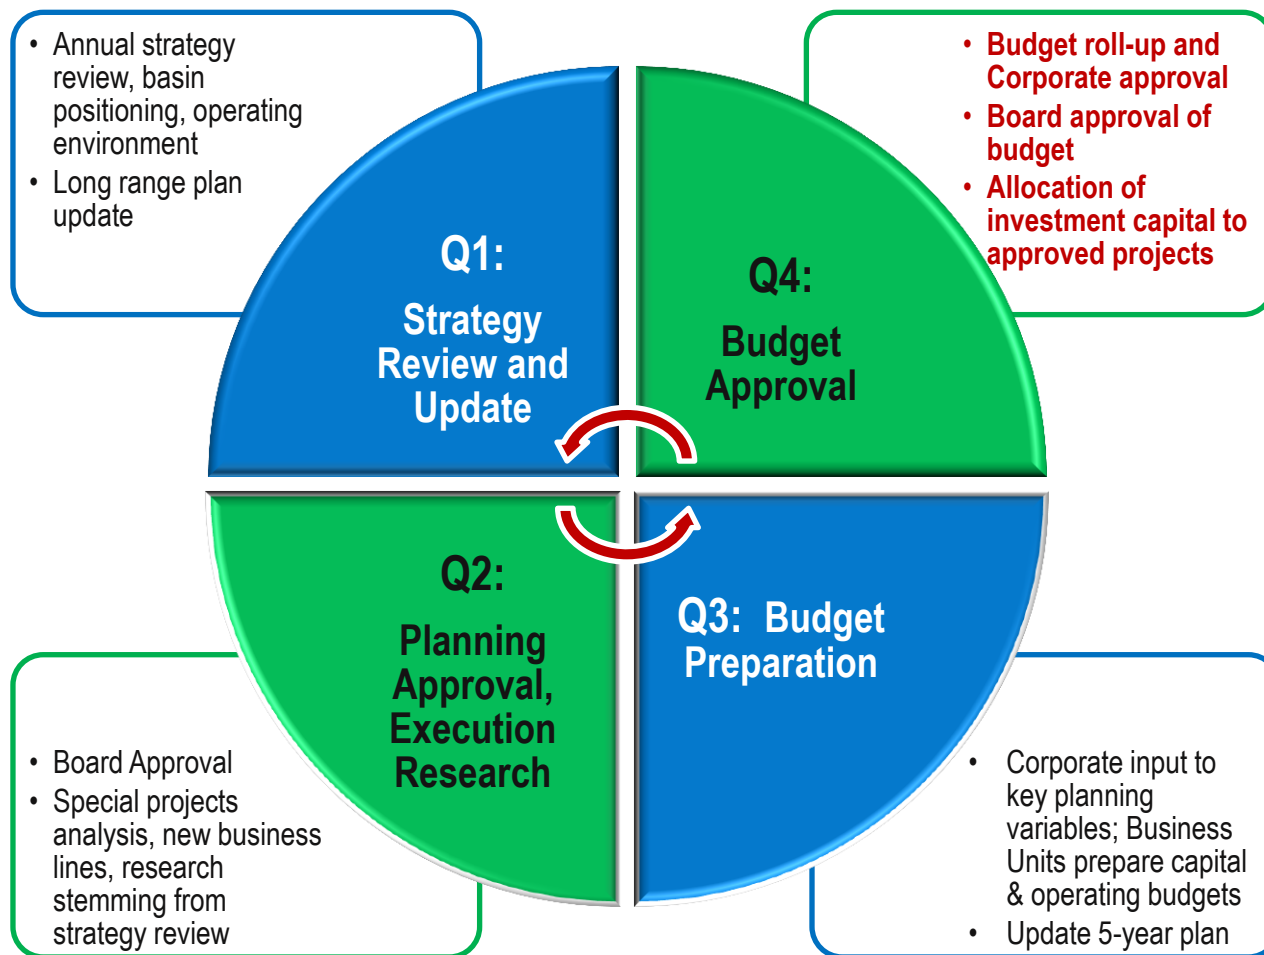 • Annual strategy
review, basin
positioning, operating
environment
• Long range plan
update
• Budget roll-up and
Corporate approval
• Board approval of
budget
• Allocation of
investment capital to
approved projects
Q1:
Strategy
Review and
Update
Q4:
Budget
Approval
Q2:
Planning
Approval,
Execution
Research
Q3: Budget
Preparation
• Board Approval
• Special projects
analysis, new business
lines, research
stemming from
strategy review
• Corporate input to
key planning
variables; Business
Units prepare capital
& operating budgets
• Update 5-year plan